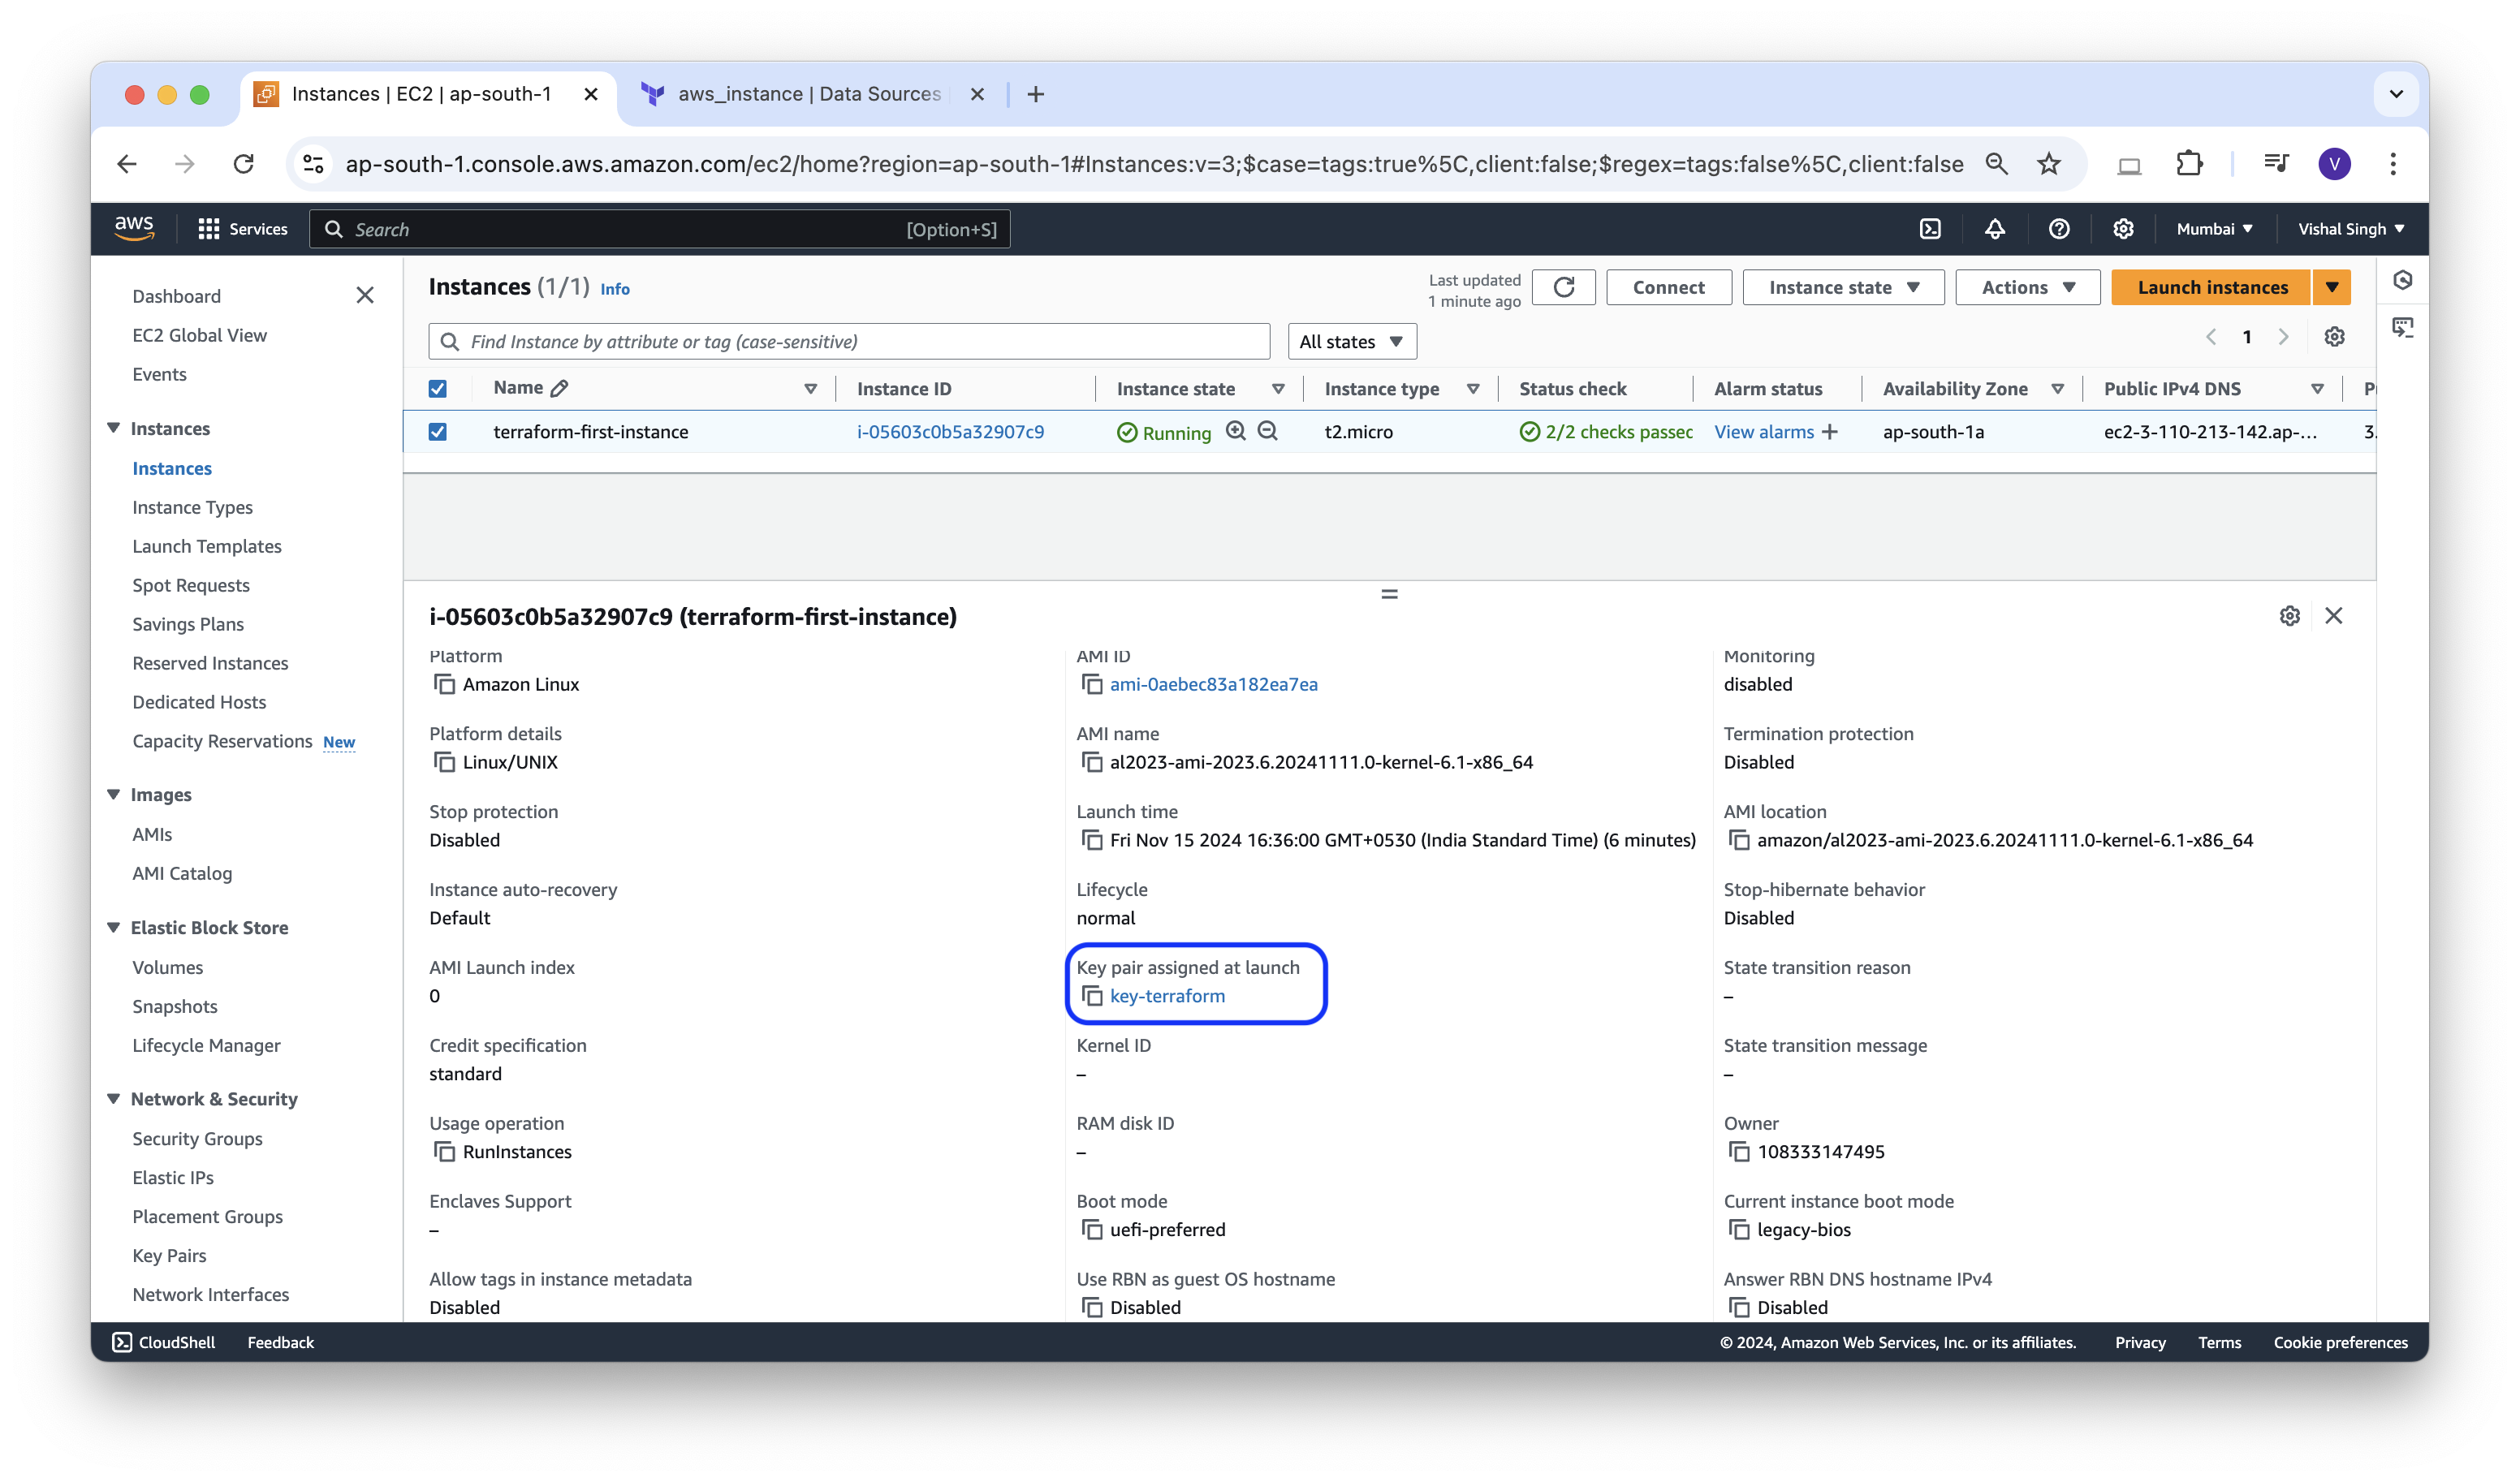 Instances | EC2 | ap-south-1
aws_instance | Data Sources
ap-south-1.console.aws.amazon.com/ec2/home?region=ap-south-1#Instances:v=3;$case=tags:true%5C,client:false;$regex=tags:false%5C,client:false
V
aws
Services
Search
[Option+S]
Mumbai
Vishal Singh
Dashboard
EC2 Global View
Events
Instances
Instances
Instance Types
Launch Templates
Spot Requests
Savings Plans
Reserved Instances
Dedicated Hosts
Capacity Reservations New
Images
AMIs
AMI Catalog
Elastic Block Store
Volumes
Snapshots
Lifecycle Manager
Network & Security
Security Groups
Elastic IPs
Placement Groups
Key Pairs
Network Interfaces
Instances (1/1) Info
Last updated
1 minute ago
Connect
Instance state
Actions
Launch instances
Find Instance by attribute or tag (case-sensitive)
All states
1
Name
Instance ID
Instance state
Instance type
Status check
Alarm status
Availability Zone
Public IPv4 DNS
terraform-first-instance
i-05603c0b5a32907c9
Running
t2.micro
2/2 checks passec
View alarms
ap-south-1a
ec2-3-110-213-142.ap-...
3.
i-05603c0b5a32907c9 (terraform-first-instance)
Platform
Amazon Linux
AMI ID
ami-0aebec83a182ea7ea
Monitoring
disabled
Platform details
Linux/UNIX
AMI name
al2023-ami-2023.6.20241111.0-kernel-6.1-x86_64
Termination protection
Disabled
Stop protection
Disabled
Launch time
Fri Nov 15 2024 16:36:00 GMT+0530 (India Standard Time) (6 minutes)
AMI location
amazon/al2023-ami-2023.6.20241111.0-kernel-6.1-x86_64
Instance auto-recovery
Default
Lifecycle
normal
Stop-hibernate behavior
Disabled
AMI Launch index
0
Key pair assigned at launch
key-terraform
State transition reason
–
Credit specification
standard
Kernel ID
–
State transition message
–
Usage operation
RunInstances
RAM disk ID
–
Owner
108333147495
Enclaves Support
–
Boot mode
uefi-preferred
Current instance boot mode
legacy-bios
Allow tags in instance metadata
Disabled
Use RBN as guest OS hostname
Disabled
Answer RBN DNS hostname IPv4
Disabled
CloudShell
Feedback
© 2024, Amazon Web Services, Inc. or its affiliates.
Privacy
Terms
Cookie preferences